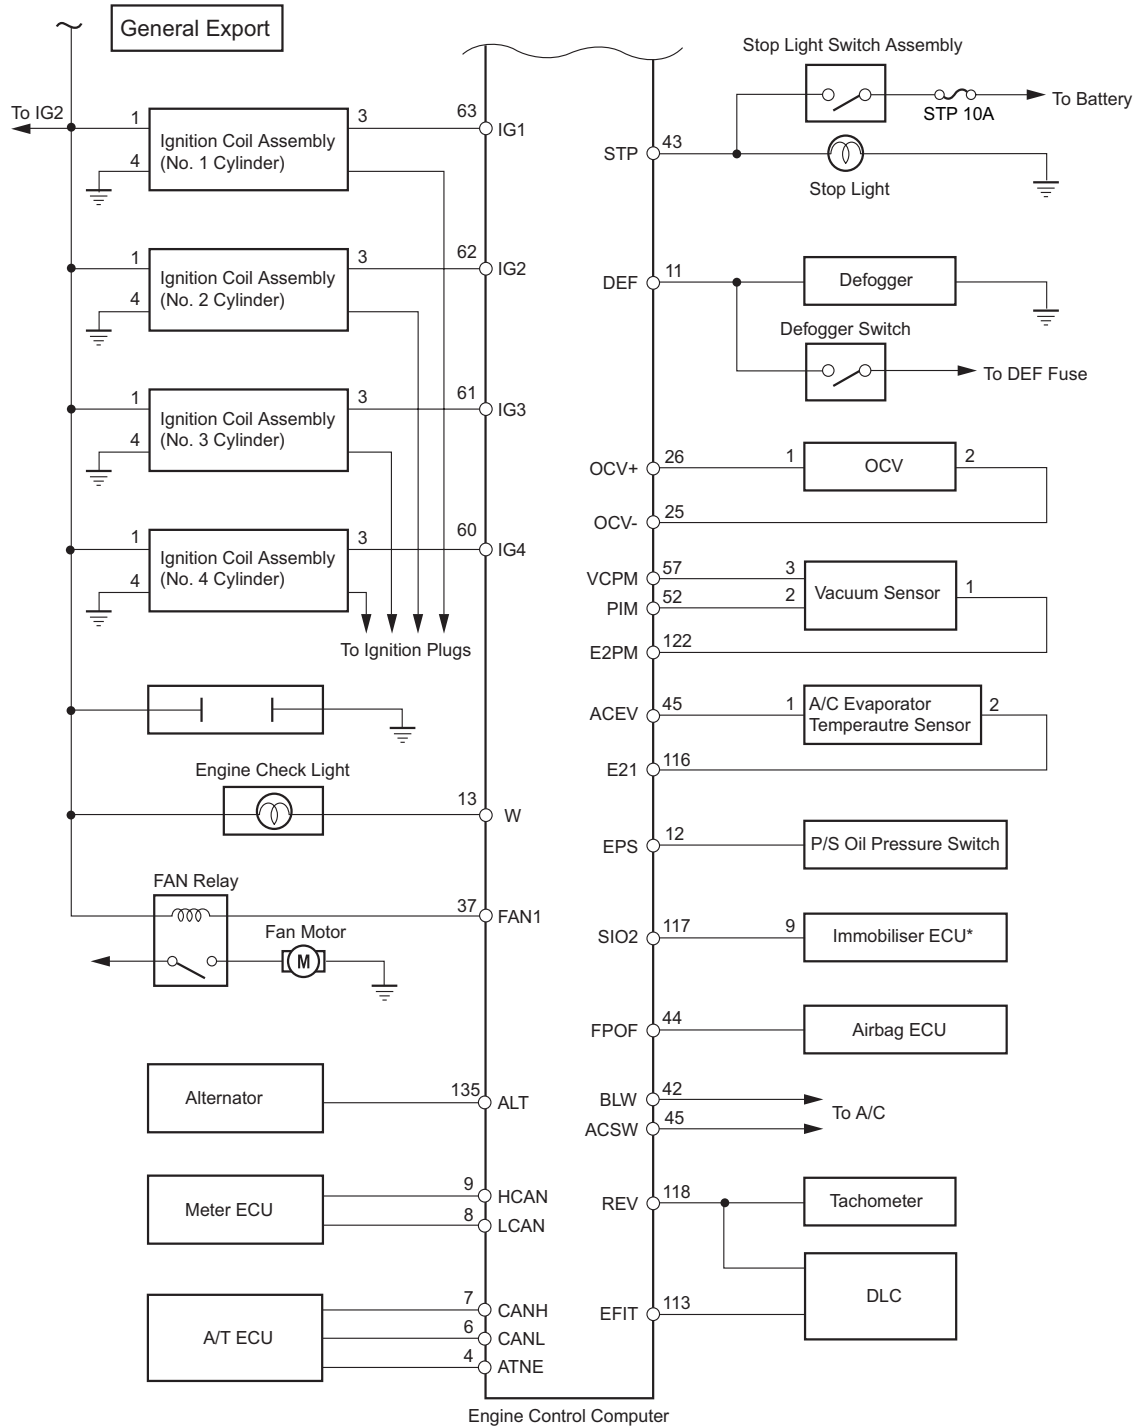 General Export
To IG2
1
Ignition Coil Assembly
(No. 1 Cylinder)
3
4
63
IG1
1
Ignition Coil Assembly
(No. 2 Cylinder)
3
4
62
IG2
1
Ignition Coil Assembly
(No. 3 Cylinder)
3
4
61
IG3
1
Ignition Coil Assembly
(No. 4 Cylinder)
3
4
60
IG4
To Ignition Plugs
Engine Check Light
13
W
FAN Relay
37
FAN1
Fan Motor
M
Alternator
135
ALT
Meter ECU
9
HCAN
8
LCAN
A/T ECU
7
CANH
6
CANL
4
ATNE
Stop Light Switch Assembly
To Battery
STP 10A
STP
43
Stop Light
DEF
11
Defogger
Defogger Switch
To DEF Fuse
OCV+
26
1
OCV
2
OCV-
25
VCPM
57
3
Vacuum Sensor
1
PIM
52
2
E2PM
122
ACEV
45
1
A/C Evaporator
Temperautre Sensor
2
E21
116
EPS
12
P/S Oil Pressure Switch
SIO2
117
9
Immobiliser ECU*
FPOF
44
Airbag ECU
BLW
42
To A/C
ACSW
45
REV
118
Tachometer
DLC
EFIT
113
Engine Control Computer